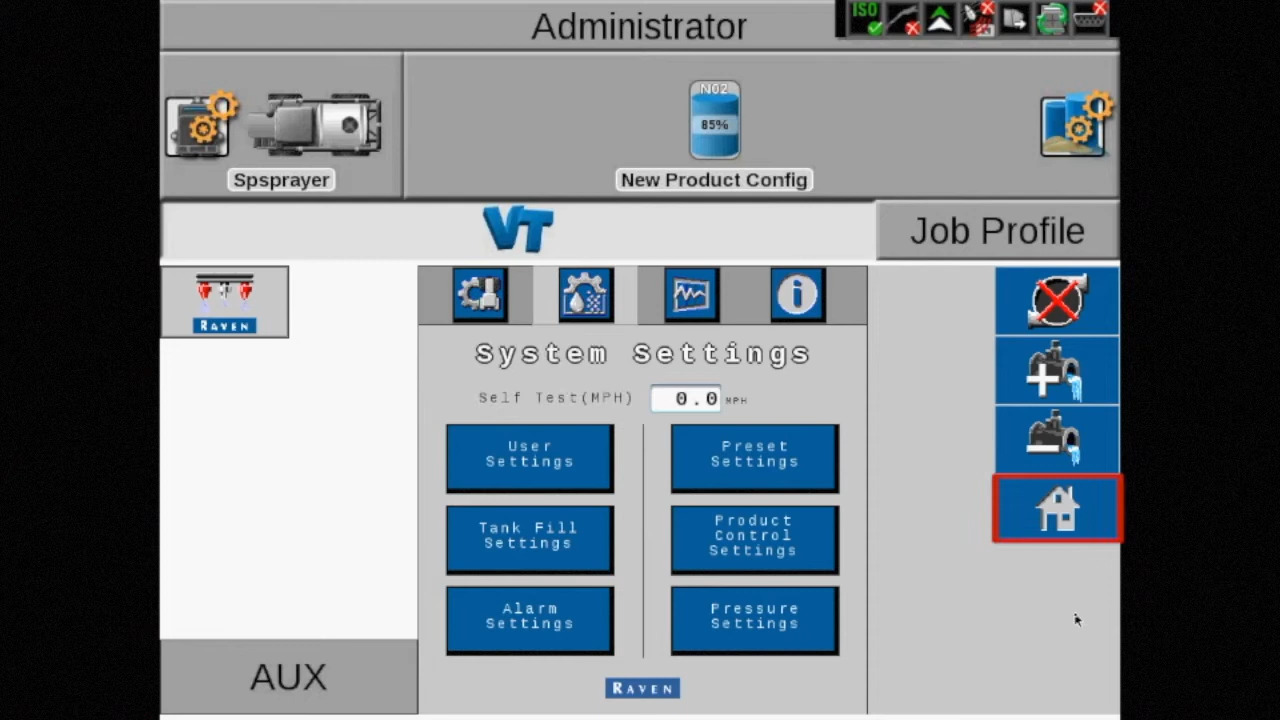 Administrator
ISO
NO2
85%
Spsprayer
New Product Config
VT
Job Profile
RAVEN
System Settings
Self Test(MPH) 0.0 MPH
User
Settings
Preset
Settings
Tank Fill
Settings
Product
Control
Settings
Alarm
Settings
Pressure
Settings
AUX
RAVEN